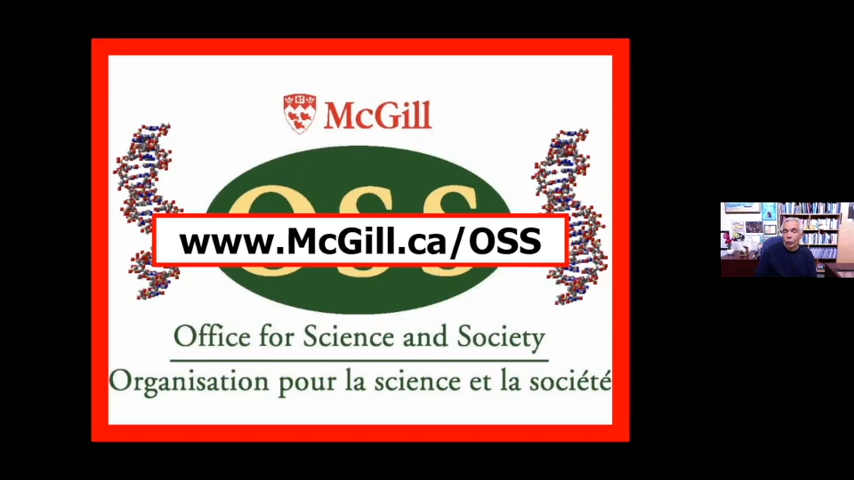 McGill
OSS
www.McGill.ca/OSS
Office for Science and Society
Organisation pour la science et la société